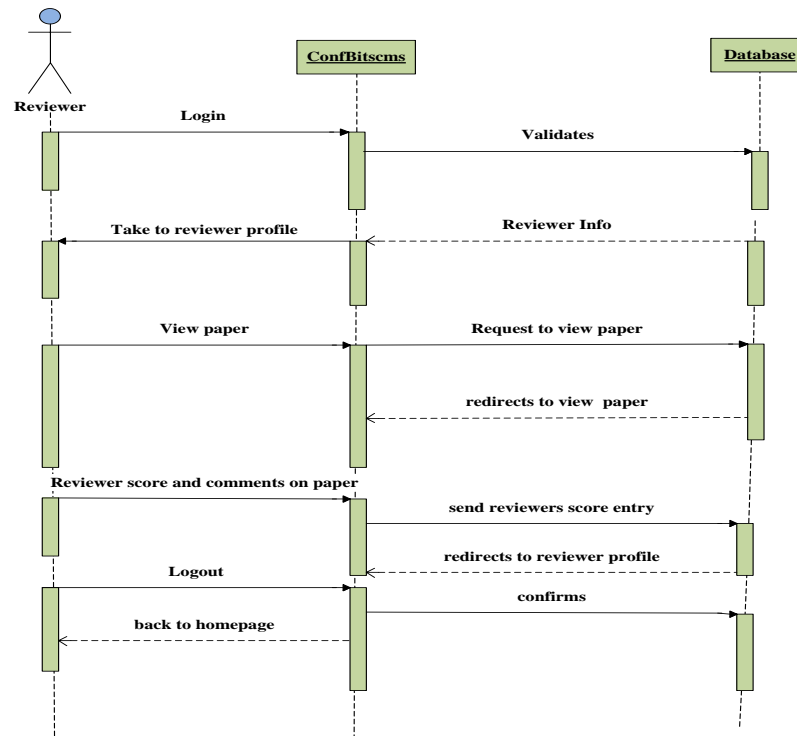 ConfBitscms
Database
Reviewer
Login
Validates
Take to reviewer profile
Reviewer Info
View paper
Request to view paper
redirects to view paper
Reviewer score and comments on paper
send reviewers score entry
redirects to reviewer profile
Logout
confirms
back to homepage